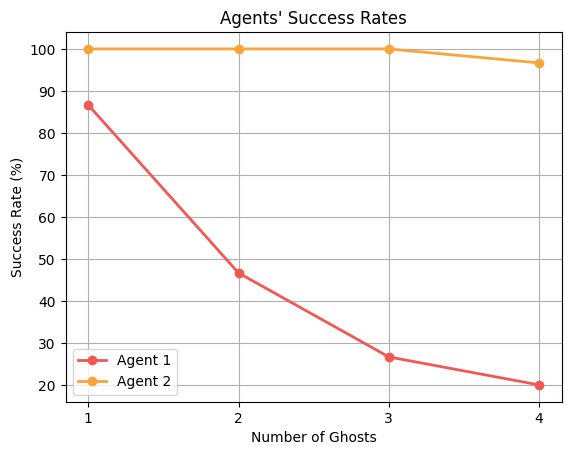 Agents' Success Rates
100
90
80
70
60
50
40
30
20
Success Rate (%)
Agent 1
Agent 2
1 2 3 4
Number of Ghosts